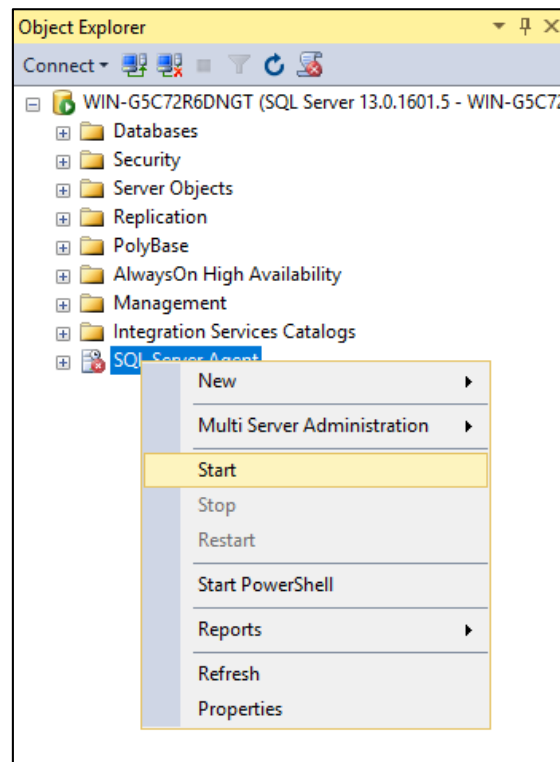 Object Explorer
Connect
WIN-G5C72R6DNGT (SQL Server 13.0.1601.5 - WIN-G5C72
Databases
Security
Server Objects
Replication
PolyBase
AlwaysOn High Availability
Management
Integration Services Catalogs
SQL Server Agent
New
Multi Server Administration
Start
Stop
Restart
Start PowerShell
Reports
Refresh
Properties